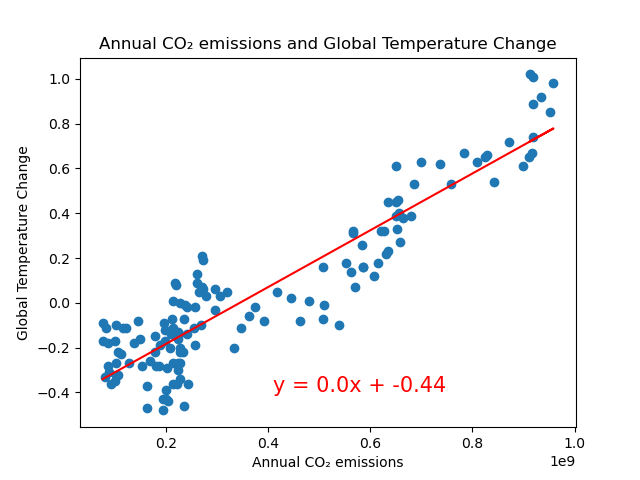 Annual CO₂ emissions and Global Temperature Change
Global Temperature Change
1.0
0.8
0.6
0.4
0.2
0.0
−0.2
−0.4
y = 0.0x + -0.44
0.2 0.4 0.6 0.8 1.0
1e9
Annual CO₂ emissions